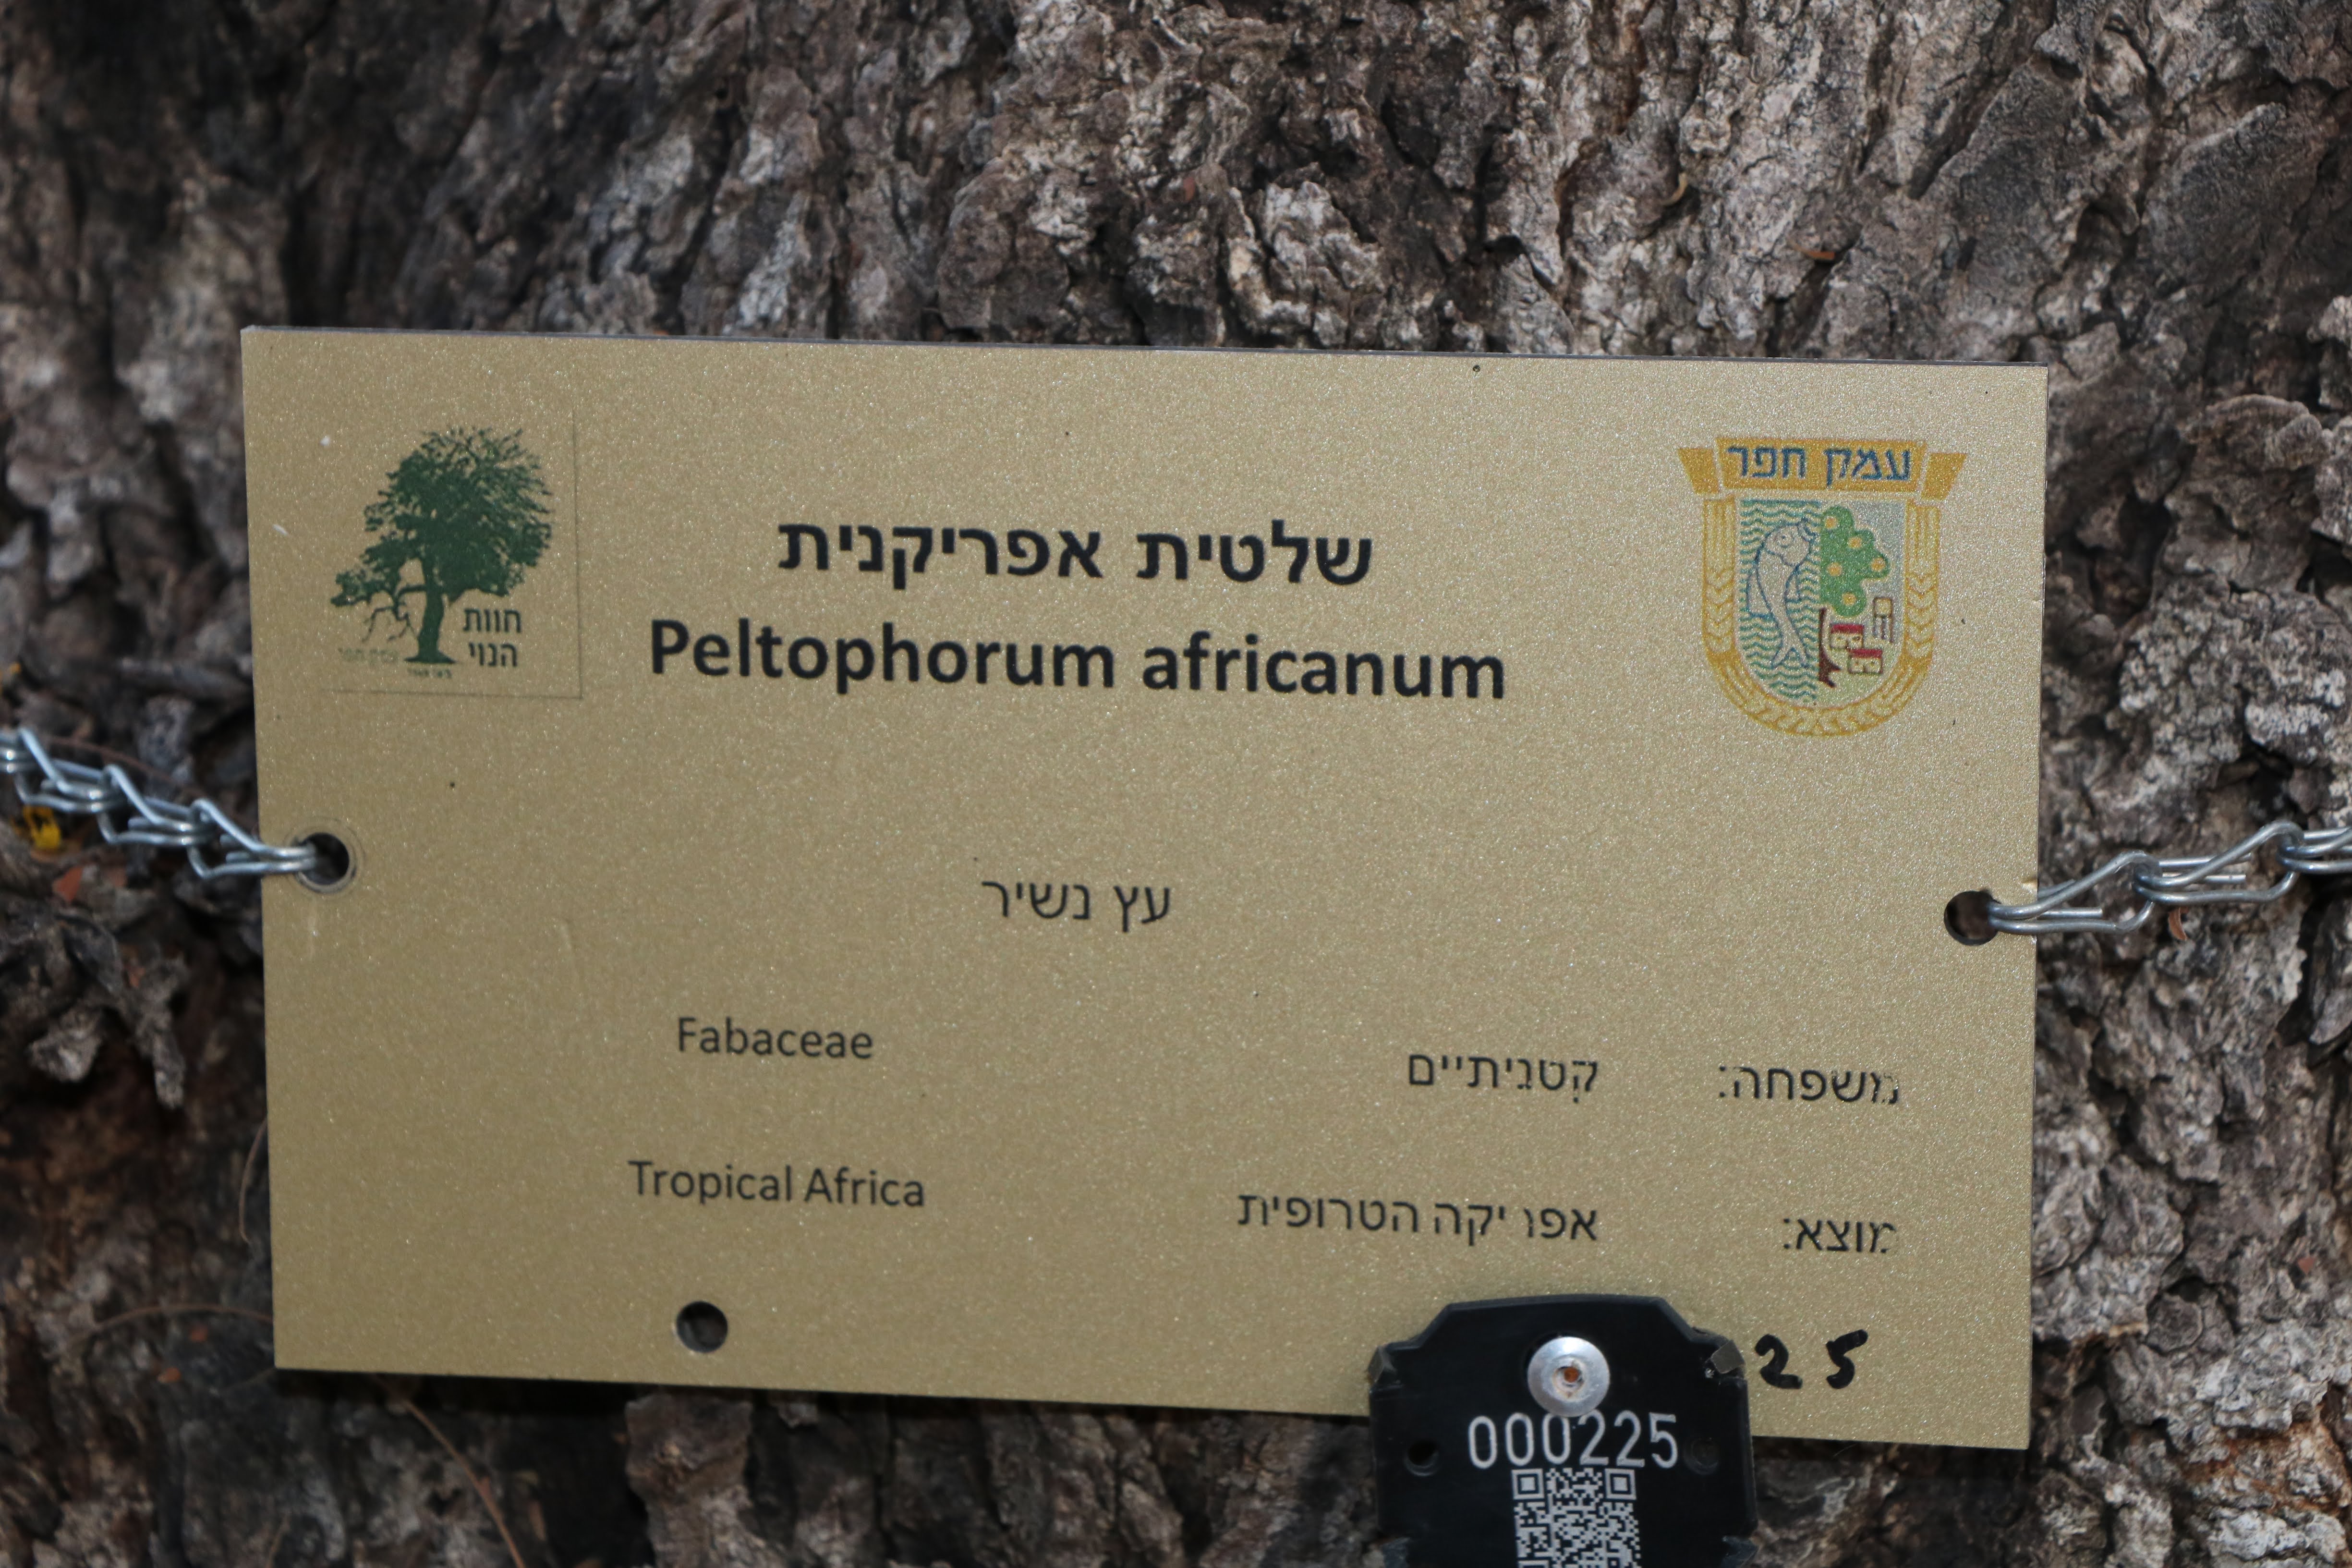 עמק חפר
חוות
הנוי
שלטית אפריקנית
Peltophorum africanum
עץ נשיר
משפחה: קטניתיים Fabaceae
מוצא: אפריקה הטרופית Tropical Africa
25
000225